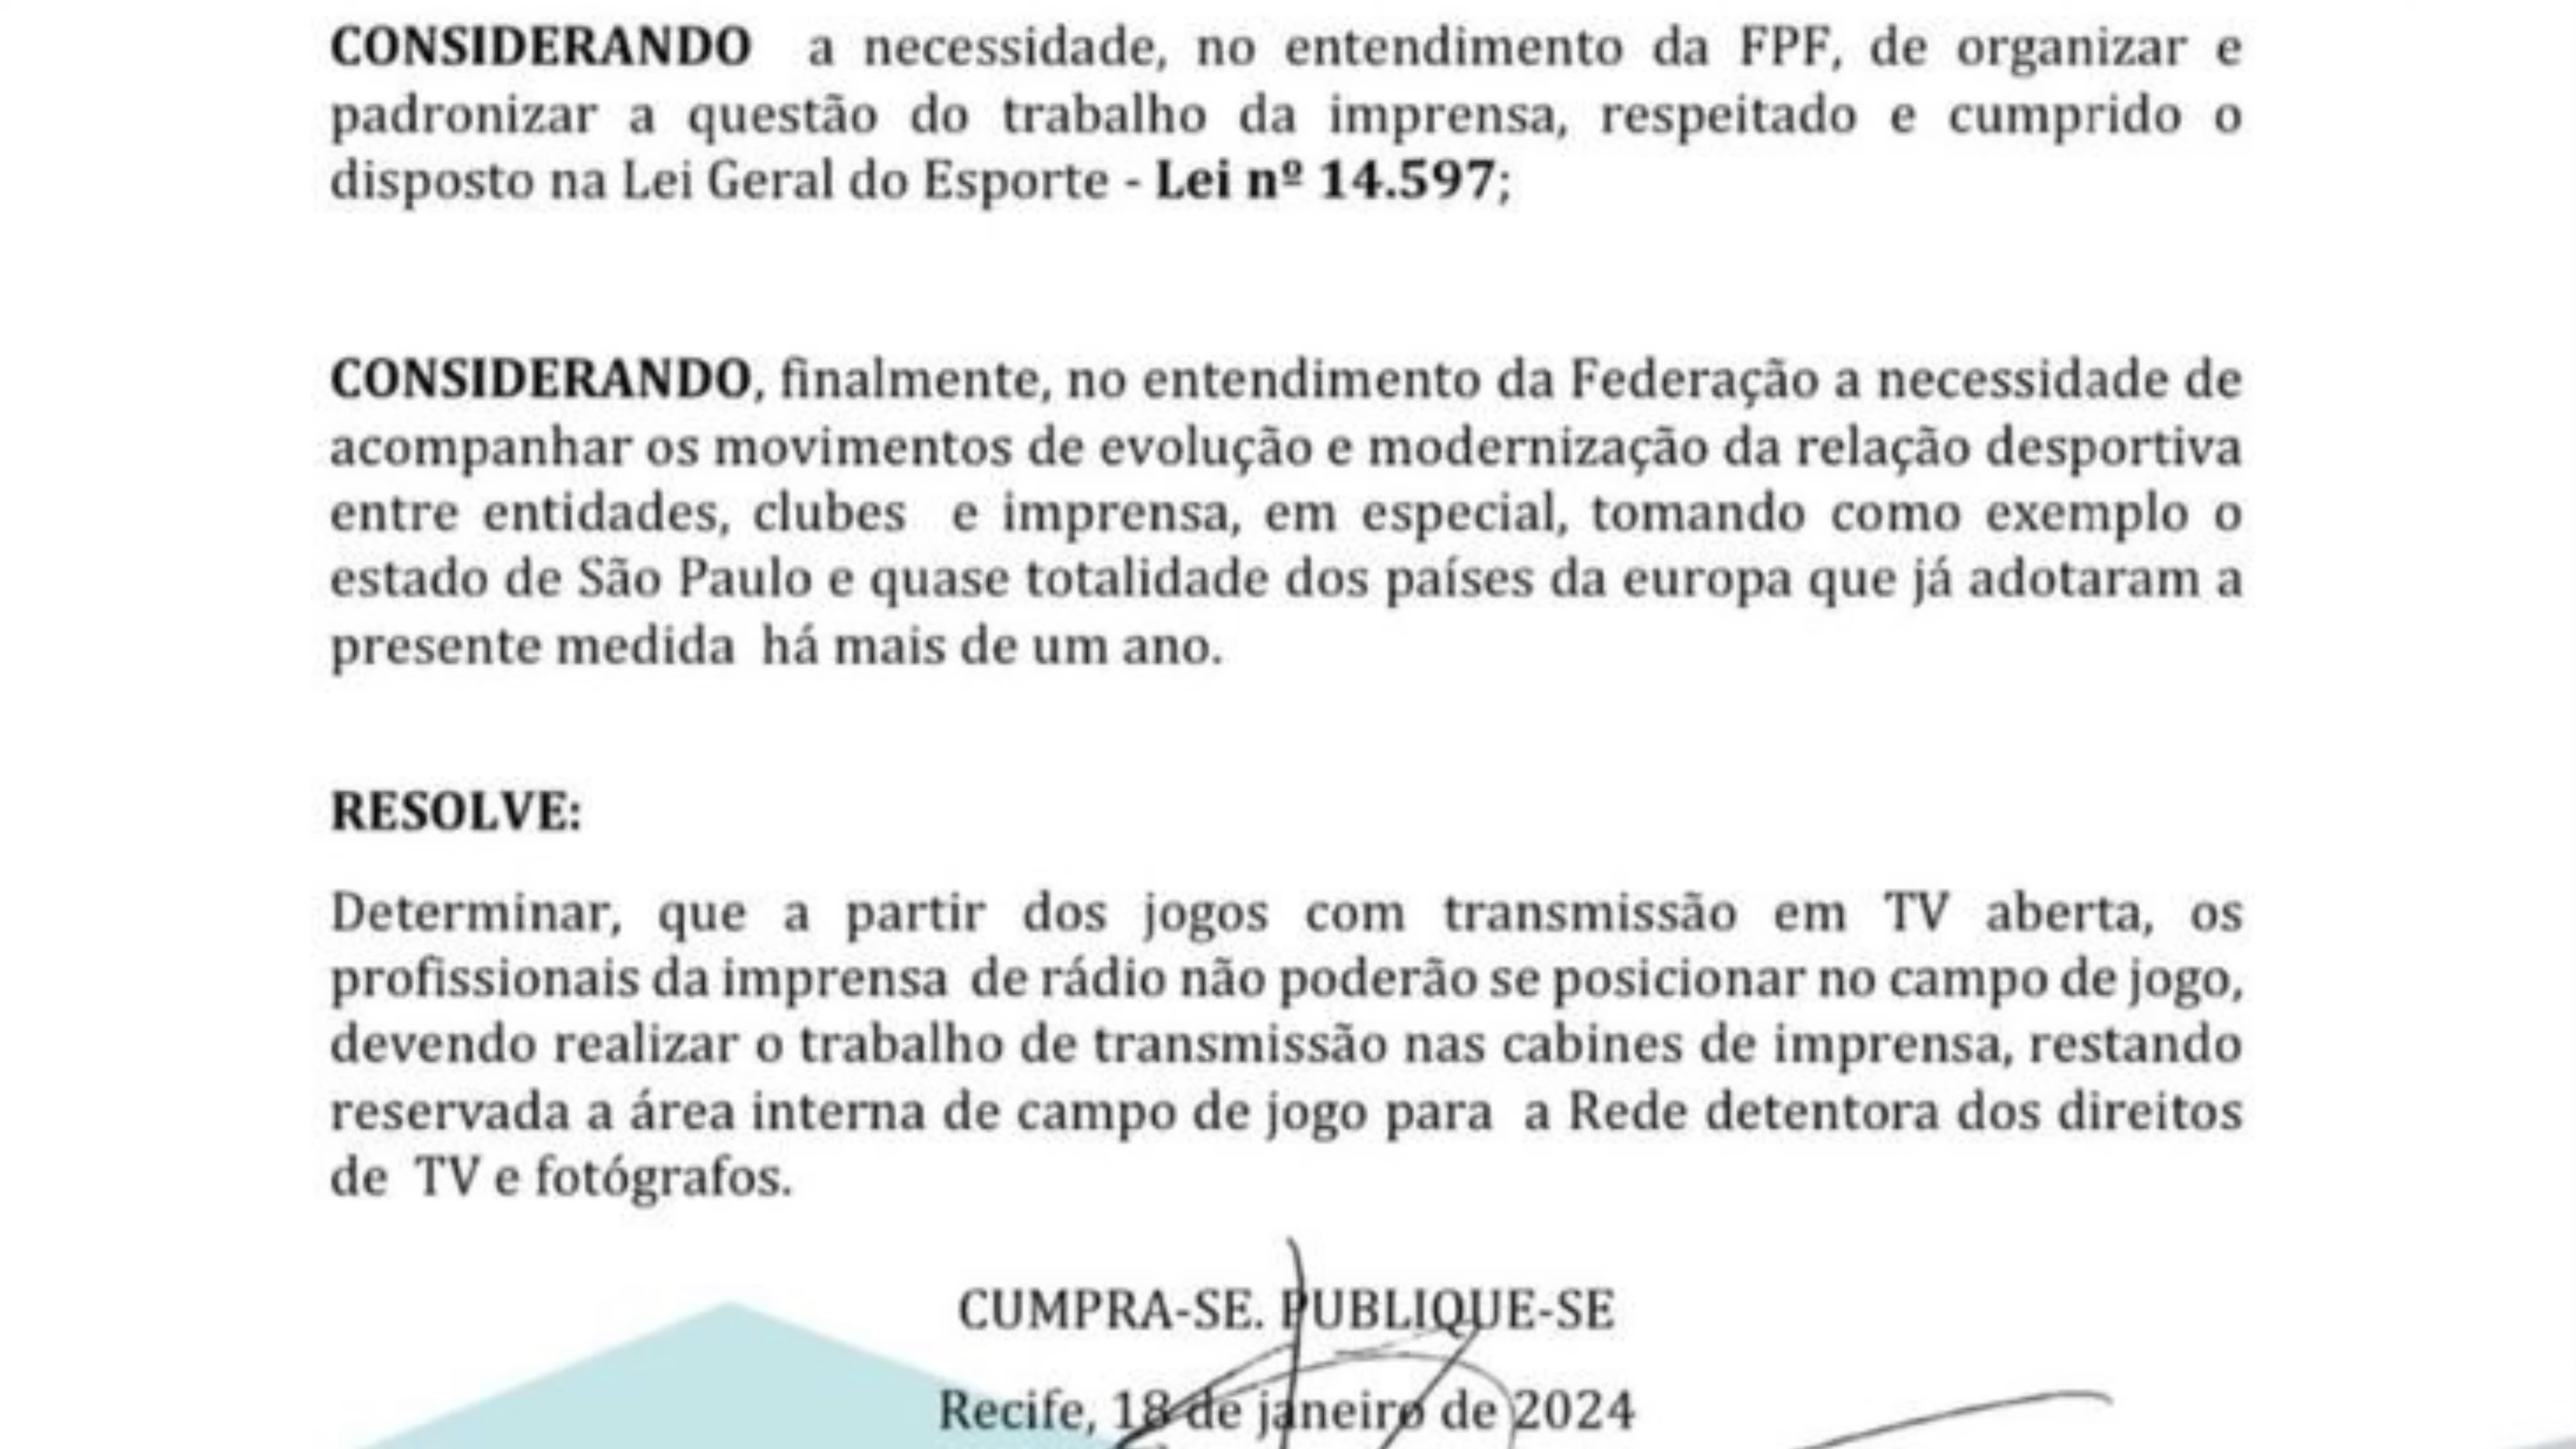 CONSIDERANDO a necessidade, no entendimento da FPF, de organizar e
padronizar a questão do trabalho da imprensa, respeitado e cumprido o
disposto na Lei Geral do Esporte - Lei nº 14.597;
CONSIDERANDO, finalmente, no entendimento da Federação a necessidade de
acompanhar os movimentos de evolução e modernização da relação desportiva
entre entidades, clubes e imprensa, em especial, tomando como exemplo o
estado de São Paulo e quase totalidade dos países da europa que já adotaram a
presente medida há mais de um ano.
RESOLVE:
Determinar, que a partir dos jogos com transmissão em TV aberta, os
profissionais da imprensa de rádio não poderão se posicionar no campo de jogo,
devendo realizar o trabalho de transmissão nas cabines de imprensa, restando
reservada a área interna de campo de jogo para a Rede detentora dos direitos
de TV e fotógrafos.
CUMPRA-SE. PUBLIQUE-SE
Recife, 18 de janeiro de 2024